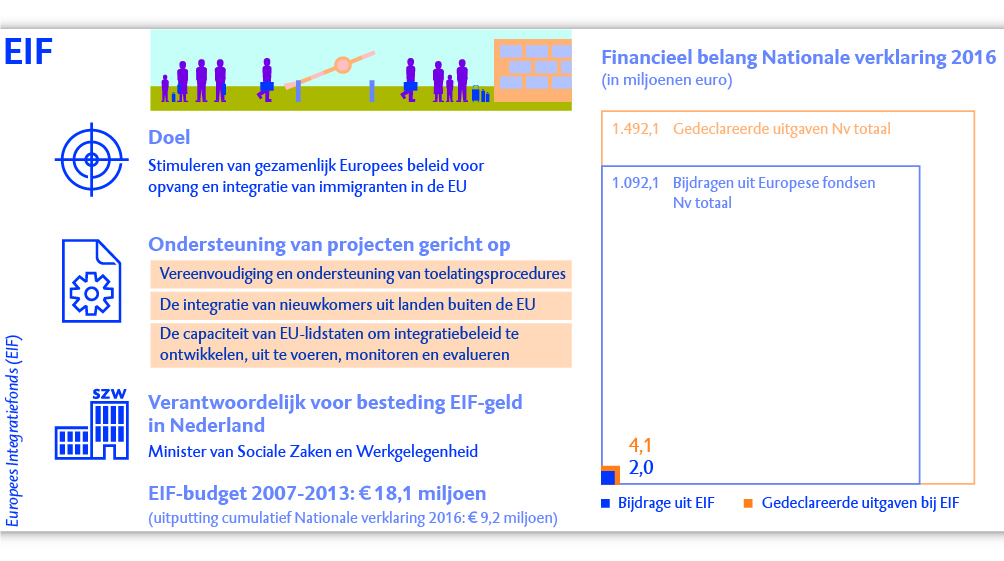 EIF
Doel
Stimuleren van gezamenlijk Europees beleid voor
opvang en integratie van immigranten in de EU
Ondersteuning van projecten gericht op
Vereenvoudiging en ondersteuning van toelatingsprocedures
De integratie van nieuwkomers uit landen buiten de EU
De capaciteit van EU-lidstaten om integratiebeleid te
ontwikkelen, uit te voeren, monitoren en evalueren
SZW
Verantwoordelijk voor besteding EIF-geld
in Nederland
Minister van Sociale Zaken en Werkgelegenheid
EIF-budget 2007-2013: € 18,1 miljoen
(uitputting cumulatief Nationale verklaring 2016: € 9,2 miljoen)
Europees Integratiefonds (EIF)
Financieel belang Nationale verklaring 2016
(in miljoenen euro)
1.492,1 Gedeclareerde uitgaven Nv totaal
1.092,1 Bijdragen uit Europese fondsen
Nv totaal
4,1
2,0
Bijdrage uit EIF
Gedeclareerde uitgaven bij EIF